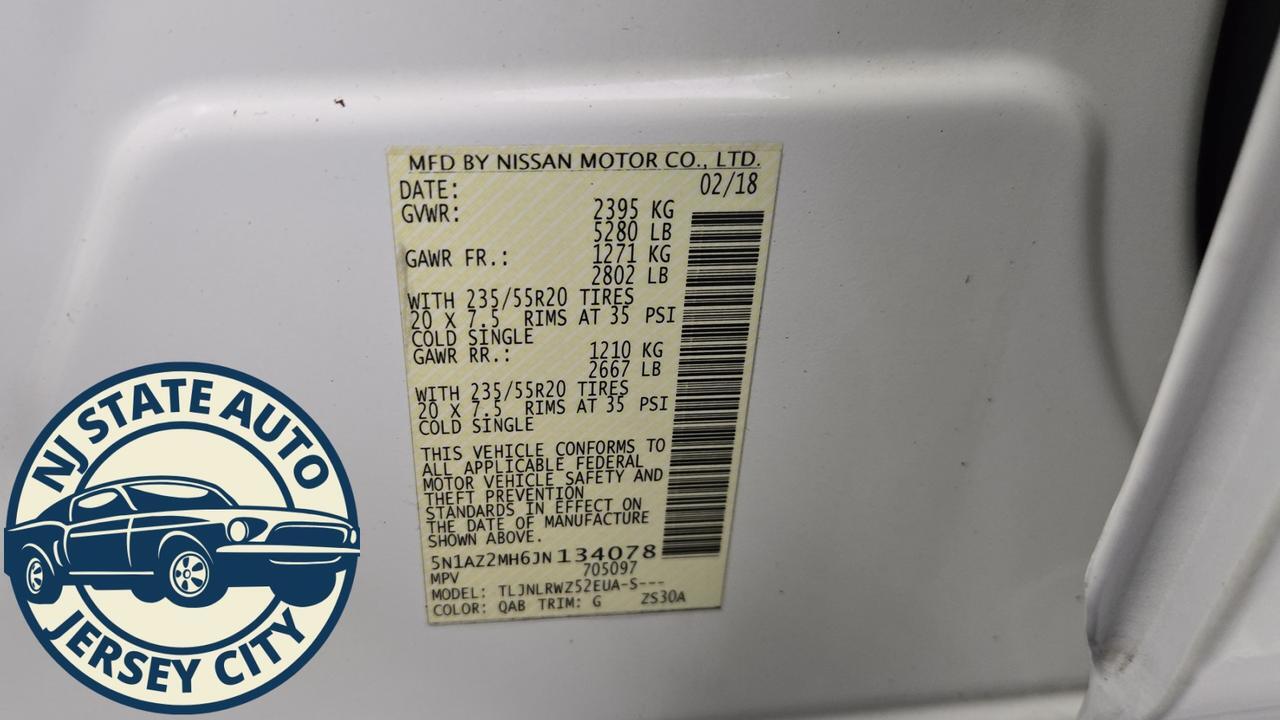 MFD BY NISSAN MOTOR CO., LTD.
DATE: 02/18
GVWR: 2395 KG
5280 LB
GAWR FR.: 1271 KG
2802 LB
WITH 235/55R20 TIRES
20 X 7.5 RIMS AT 35 PSI
COLD SINGLE
GAWR RR.: 1210 KG
2667 LB
WITH 235/55R20 TIRES
20 X 7.5 RIMS AT 35 PSI
COLD SINGLE
THIS VEHICLE CONFORMS TO
ALL APPLICABLE FEDERAL
MOTOR VEHICLE SAFETY AND
THEFT PREVENTION
STANDARDS IN EFFECT ON
THE DATE OF MANUFACTURE
SHOWN ABOVE.
5N1AZ2MH6JN134078
MPV 705097
MODEL: TLJNLRWZ52EUA-S---
COLOR: QAB TRIM: G ZS30A
NJ STATE AUTO
JERSEY CITY